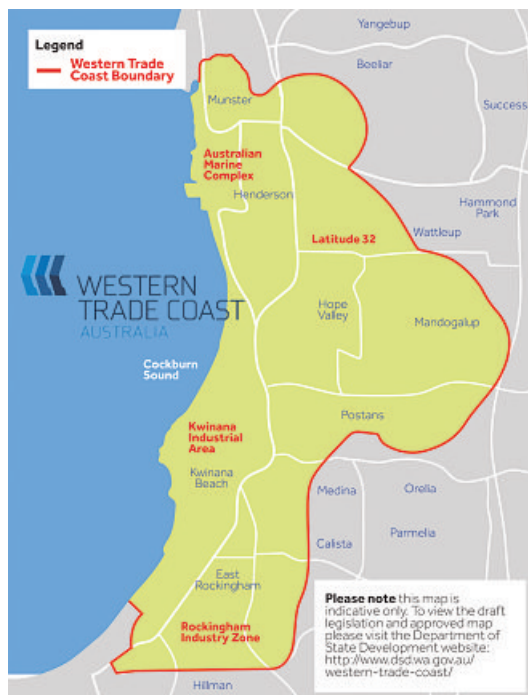 Legend
Western Trade
Coast Boundary
Yangebup
Beeliar
Success
Munster
Australian
Marine
Complex
Henderson
Hammond
Park
Wattleup
Latitude 32
WESTERN
TRADE COAST
AUSTRALIA
Hope
Valley
Mandogalup
Cockburn
Sound
Postans
Kwinana
Industrial
Area
Kwinana
Beach
Medina
Orella
Parmelia
Calista
East
Rockingham
Rockingham
Industry Zone
Hillman
Please note this map is
indicative only. To view the draft
legislation and approved map
please visit the Department of
State Development website:
http://www.dsd.wa.gov.au/
western-trade-coast/